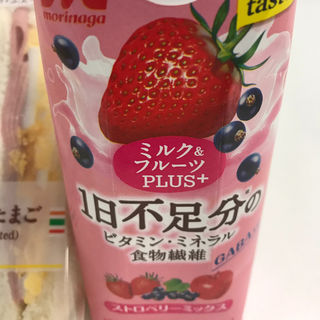 morinaga
tast
ミルク&
フルーツ
PLUS+
1日不足分*の
ビタミン・ミネラル
食物繊維
GABA
ストロベリーミックス
たまご
ted)